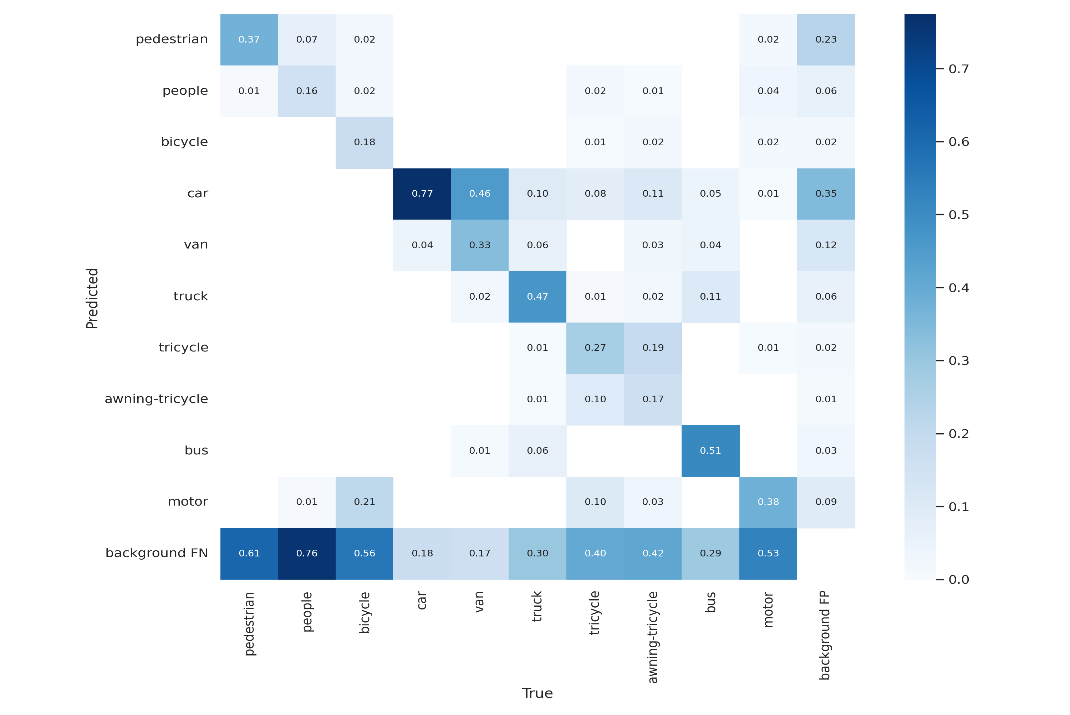 pedestrian 0.37 0.07 0.02 0.02 0.23
people 0.01 0.16 0.02 0.02 0.01 0.04 0.06
bicycle 0.18 0.01 0.02 0.02 0.02
car 0.77 0.46 0.10 0.08 0.11 0.05 0.01 0.35
van 0.04 0.33 0.06 0.03 0.04 0.12
truck 0.02 0.47 0.01 0.02 0.11 0.06
tricycle 0.01 0.27 0.19 0.01 0.02
awning-tricycle 0.01 0.10 0.17 0.01
bus 0.01 0.06 0.51 0.03
motor 0.01 0.21 0.10 0.03 0.38 0.09
background FN 0.61 0.76 0.56 0.18 0.17 0.30 0.40 0.42 0.29 0.53
Predicted
pedestrian
people
bicycle
car
van
truck
tricycle
awning-tricycle
bus
motor
background FP
True
0.7
0.6
0.5
0.4
0.3
0.2
0.1
0.0